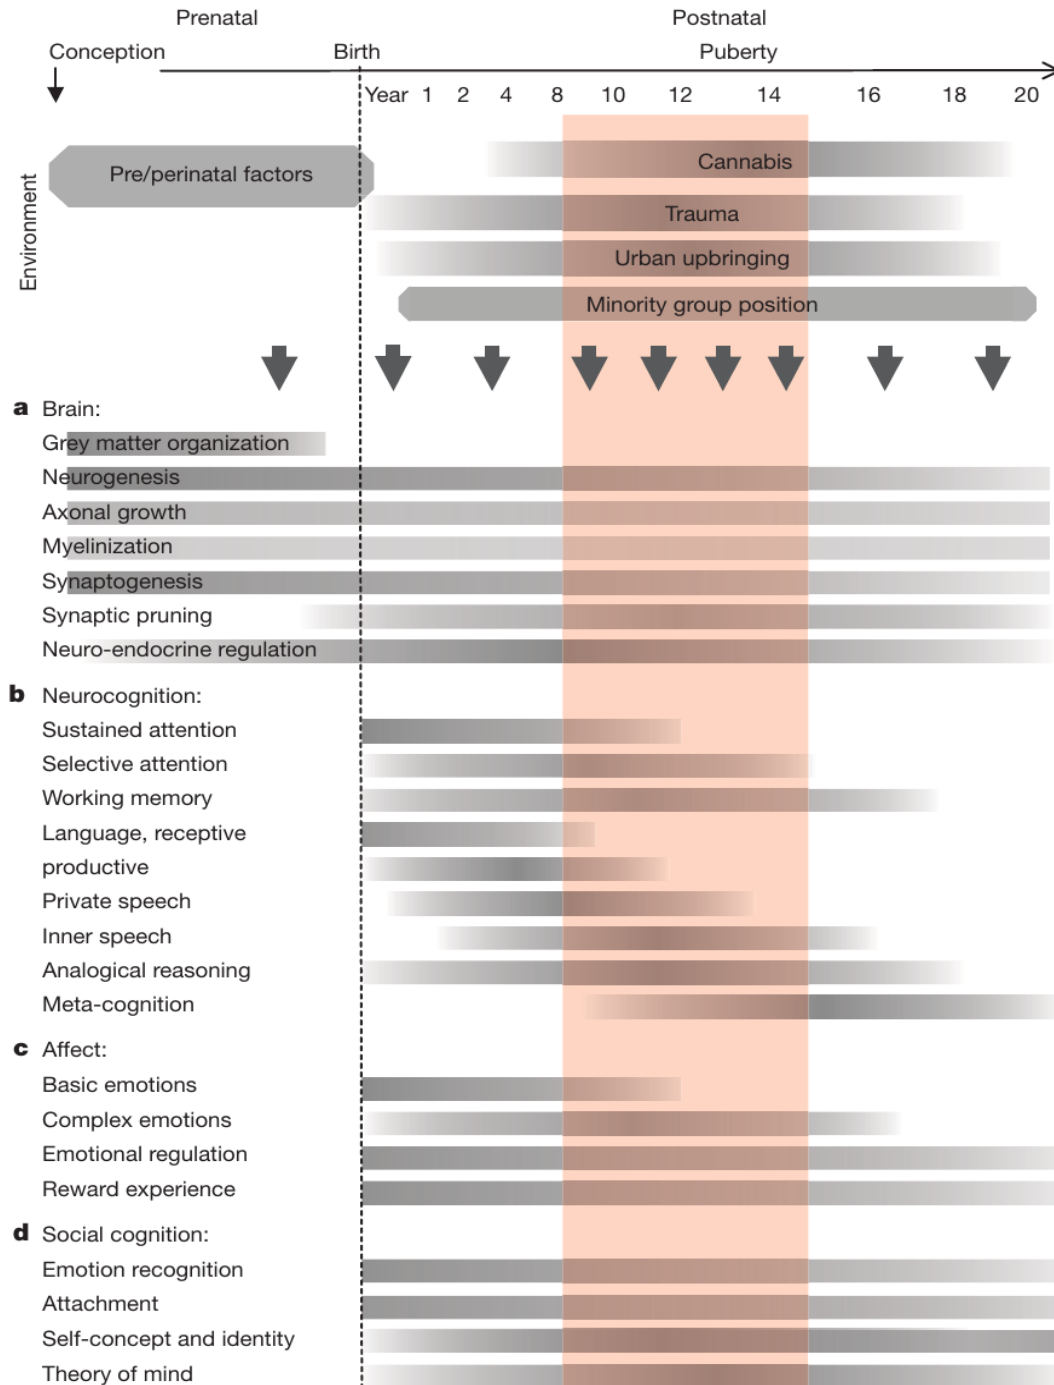 Prenatal Postnatal
Conception Birth Puberty
Year 1 2 4 8 10 12 14 16 18 20
Environment
Pre/perinatal factors
Cannabis
Trauma
Urban upbringing
Minority group position
a Brain:
Grey matter organization
Neurogenesis
Axonal growth
Myelinization
Synaptogenesis
Synaptic pruning
Neuro-endocrine regulation
b Neurocognition:
Sustained attention
Selective attention
Working memory
Language, receptive
productive
Private speech
Inner speech
Analogical reasoning
Meta-cognition
c Affect:
Basic emotions
Complex emotions
Emotional regulation
Reward experience
d Social cognition:
Emotion recognition
Attachment
Self-concept and identity
Theory of mind